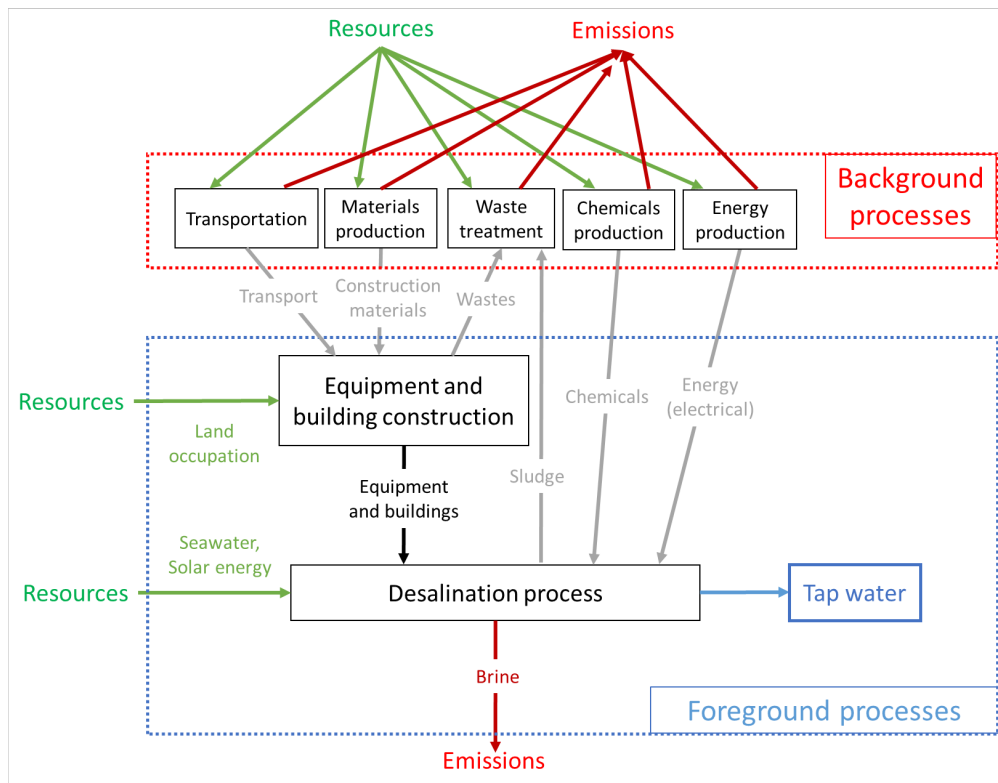 Resources
Emissions
Background
processes
Transportation
Materials
production
Waste
treatment
Chemicals
production
Energy
production
Transport
Construction
materials
Wastes
Equipment and
building construction
Resources
Land
occupation
Chemicals
Energy
(electrical)
Sludge
Equipment
and buildings
Seawater,
Solar energy
Resources
Desalination process
Tap water
Brine
Foreground processes
Emissions